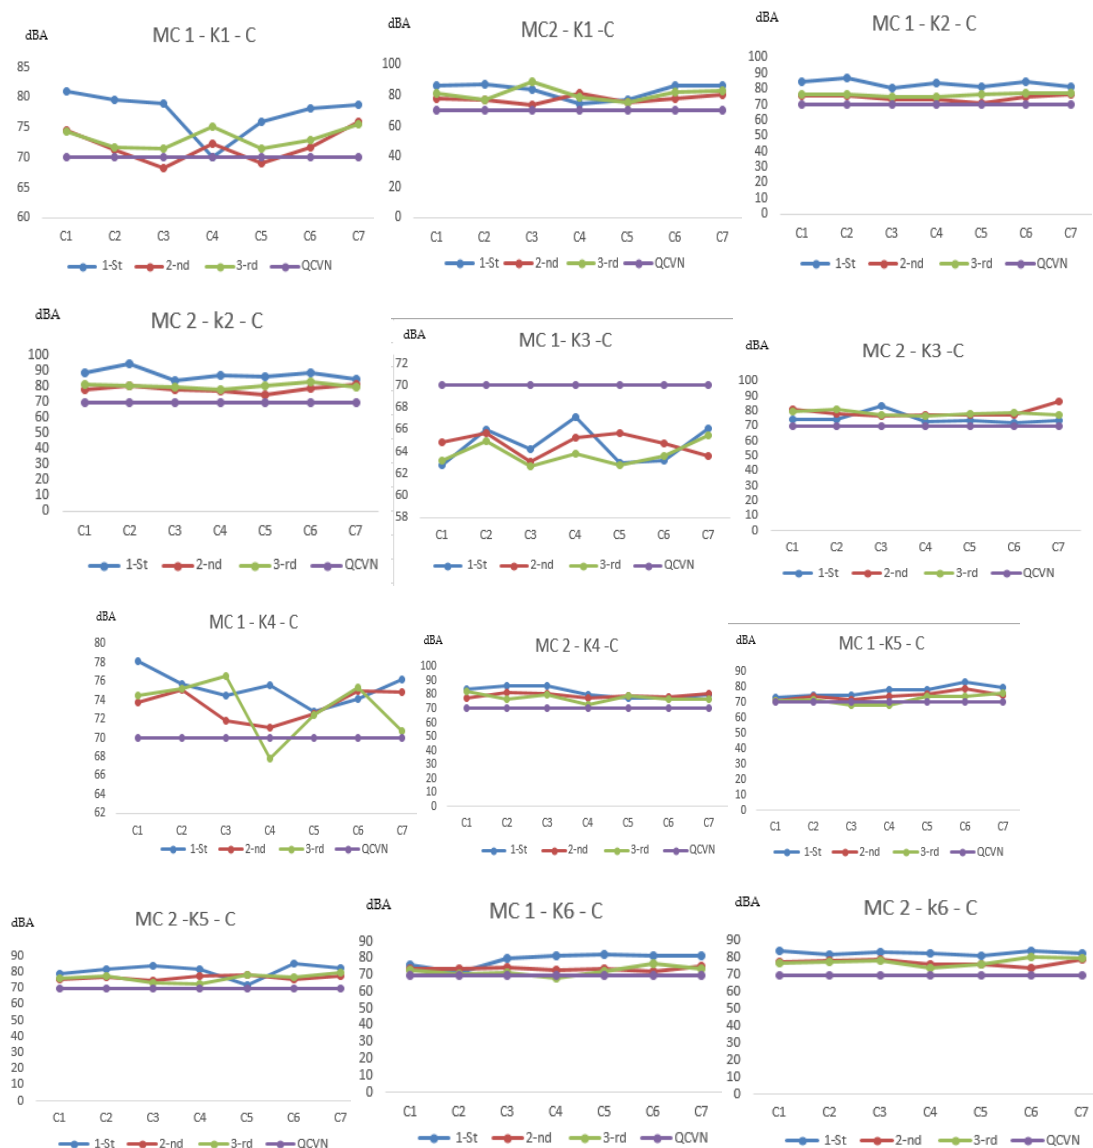 dBA
MC 1 - K1 - C
85
80
75
70
65
60
C1 C2 C3 C4 C5 C6 C7
1-St 2-nd 3-rd QCVN
MC2 - K1 -C
100
80
60
40
20
0
C1 C2 C3 C4 C5 C6 C7
1-St 2-nd 3-rd QCVN
dBA
MC 1 - K2 - C
100
90
80
70
60
50
40
30
20
10
0
C1 C2 C3 C4 C5 C6 C7
1-St 2-nd 3-rd QCVN
dBA
MC 2 - k2 - C
100
90
80
70
60
50
40
30
20
10
0
C1 C2 C3 C4 C5 C6 C7
1-St 2-nd 3-rd QCVN
dBA
MC 1- K3 -C
72
70
68
66
64
62
60
58
C1 C2 C3 C4 C5 C6 C7
1-St 2-nd 3-rd QCVN
dBA
MC 2 - K3 -C
100
90
80
70
60
50
40
30
20
10
0
C1 C2 C3 C4 C5 C6 C7
1-St 2-nd 3-rd QCVN
dBA
MC 1 - K4 - C
80
78
76
74
72
70
68
66
64
62
C1 C2 C3 C4 C5 C6 C7
1-St 2-nd 3-rd QCVN
dBA
MC 2 - K4 -C
100
90
80
70
60
50
40
30
20
10
0
C1 C2 C3 C4 C5 C6 C7
1-St 2-nd 3-rd QCVN
dBA
MC 1 -K5 - C
90
80
70
60
50
40
30
20
10
0
C1 C2 C3 C4 C5 C6 C7
1-St 2-nd 3-rd QCVN
dBA
MC 2 -K5 - C
90
80
70
60
50
40
30
20
10
0
C1 C2 C3 C4 C5 C6 C7
1-St 2-nd 3-rd QCVN
dBA
MC 1 - K6 - C
90
80
70
60
50
40
30
20
10
0
C1 C2 C3 C4 C5 C6 C7
1-St 2-nd 3-rd QCVN
dBA
MC 2 - k6 - C
90
80
70
60
50
40
30
20
10
0
C1 C2 C3 C4 C5 C6 C7
1-St 2-nd 3-rd QCVN